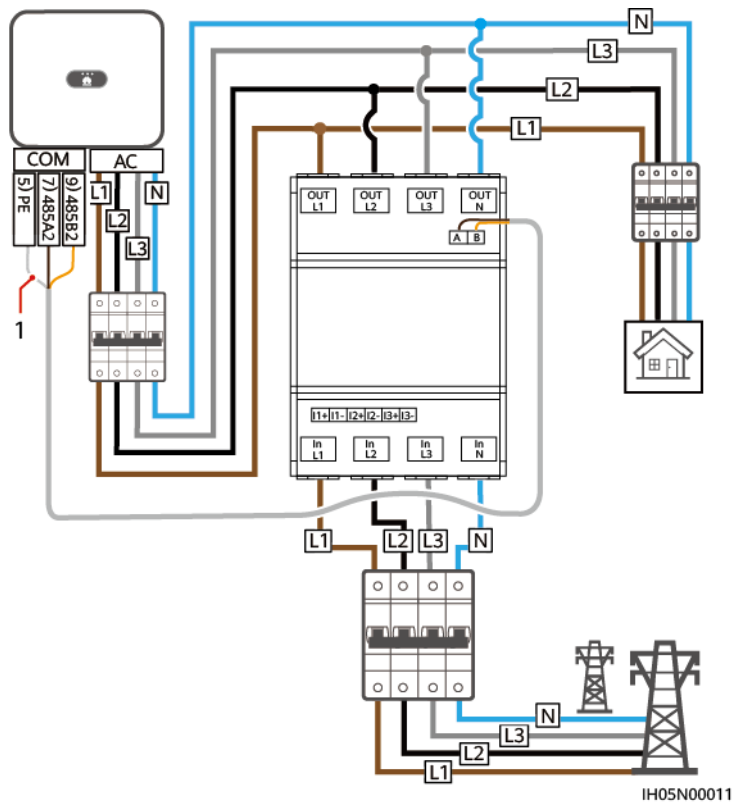 N
L3
L2
L1
COM
AC
5) PE
7) 485A2
9) 485B2
L1
L2
L3
N
1
OUT L1
OUT L2
OUT L3
OUT N
A B
I1+ I1- I2+ I2- I3+ I3-
In L1
In L2
In L3
In N
L1
L2
L3
N
N
L3
L2
L1
IH05N00011